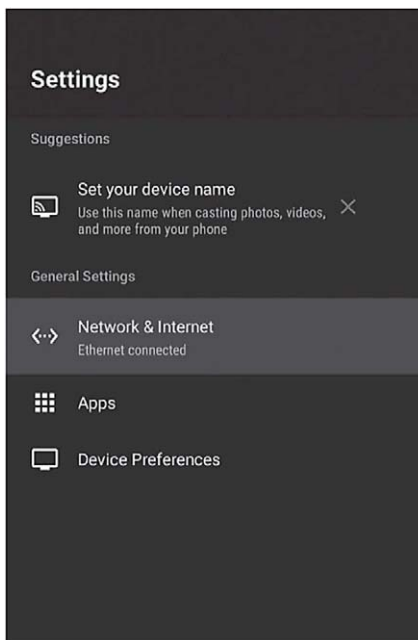 Settings
Suggestions
Set your device name
Use this name when casting photos, videos,
and more from your phone
General Settings
Network & Internet
Ethernet connected
Apps
Device Preferences